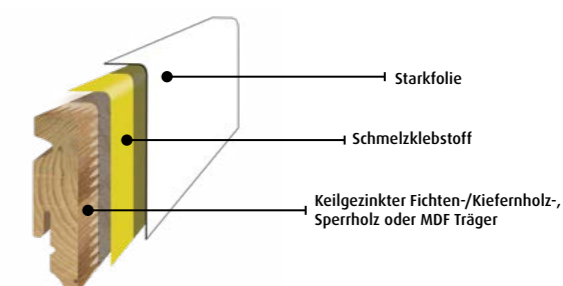 Starkfolie
Schmelzklebstoff
Keilgezinkter Fichten-/Kiefernholz-,
Sperrholz oder MDF Träger